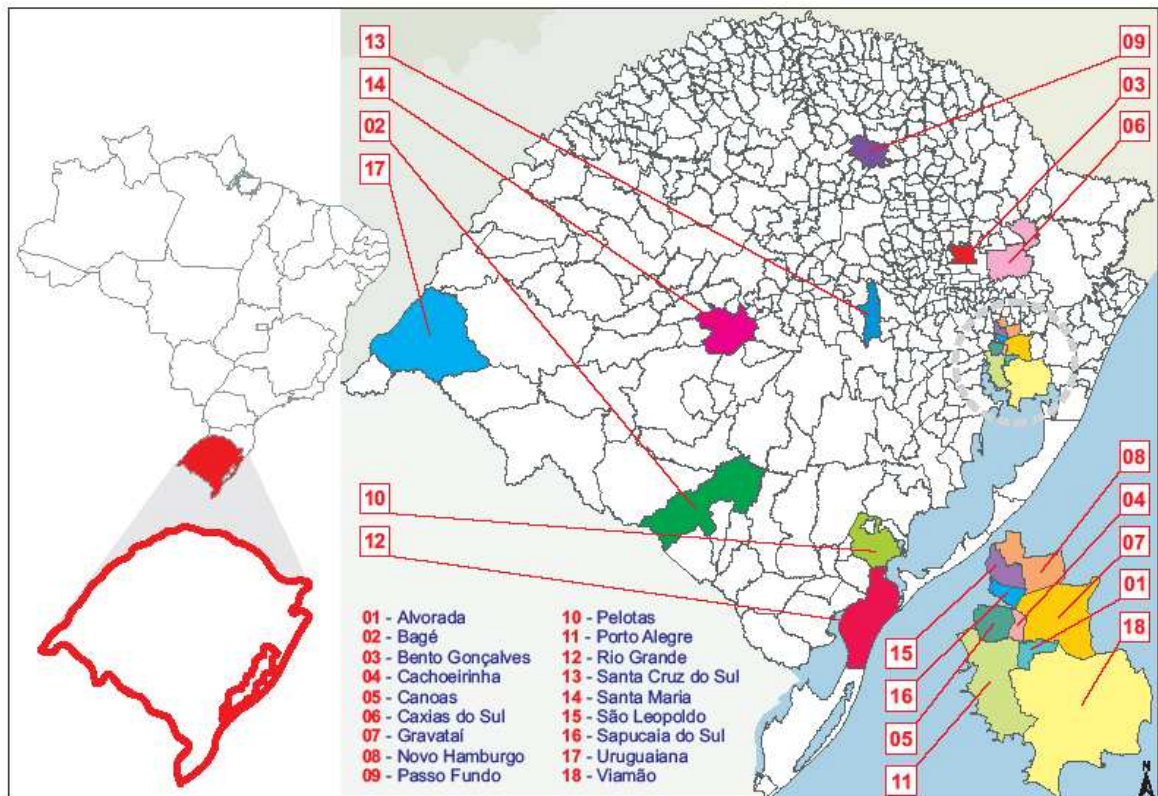 13
14
02
17
09
03
06
10
12
08
04
07
01
18
15
16
05
11
01 - Alvorada
02 - Bagé
03 - Bento Gonçalves
04 - Cachoeirinha
05 - Canoas
06 - Caxias do Sul
07 - Gravataí
08 - Novo Hamburgo
09 - Passo Fundo
10 - Pelotas
11 - Porto Alegre
12 - Rio Grande
13 - Santa Cruz do Sul
14 - Santa Maria
15 - São Leopoldo
16 - Sapucaia do Sul
17 - Uruguaiana
18 - Viamão
N